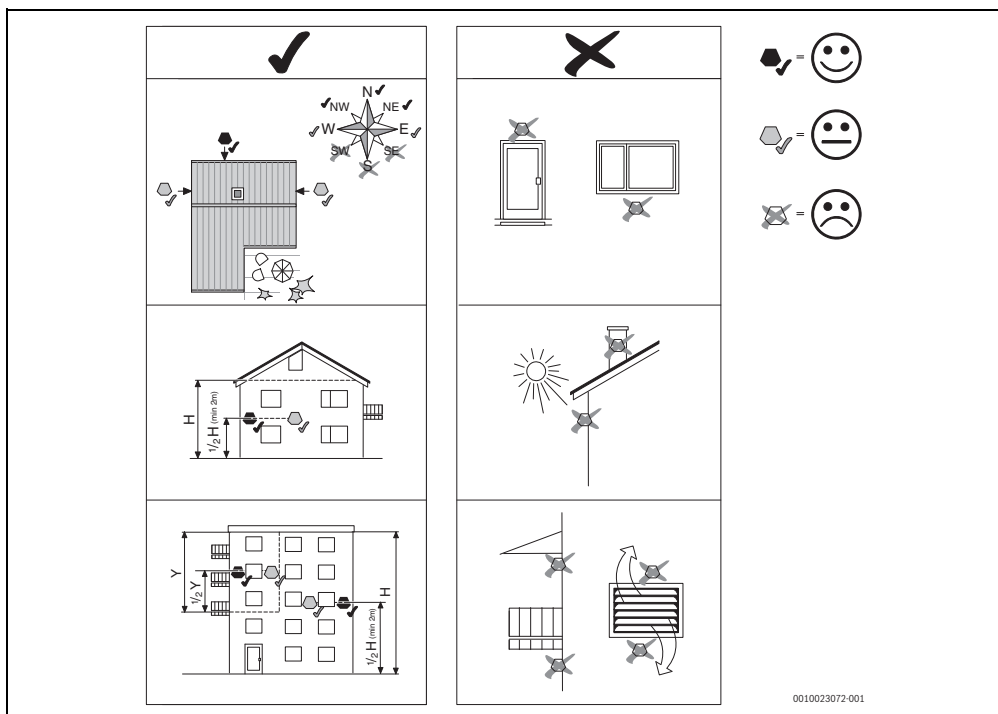 N
NW NE
W E
SW SE
S
= 
=
=
H
1/2 H (min 2m)
Y
1/2 Y
H
1/2 H (min 2m)
0010023072-001